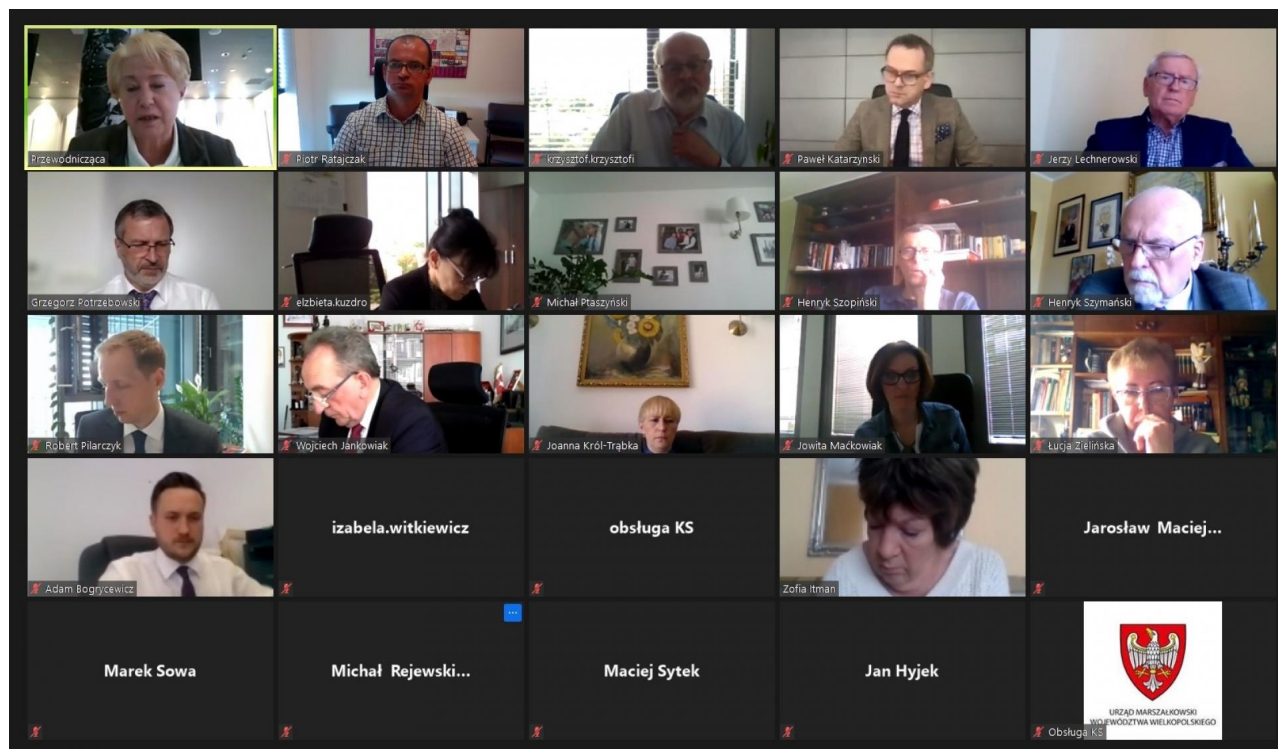 Przewodnicząca
Piotr Ratajczak
krzysztof.krzysztofi
Paweł Katarzynski
Jerzy Lechnerowski
Grzegorz Potrzebowski
elzbieta.kuzdro
Michał Ptaszyński
Henryk Szopiński
Henryk Szymański
Robert Pilarczyk
Wojciech Jankowiak
Joanna Król-Trąbka
Jowita Maćkowiak
Łucja Zielińska
Adam Bogrycewicz
izabela.witkiewicz
obsługa KS
Zofia Itman
Jarosław Maciej...
Marek Sowa
Michał Rejewski...
Maciej Sytek
Jan Hyjek
URZĄD MARSZAŁKOWSKI
WOJEWÓDZTWA WIELKOPOLSKIEGO
Obsługa KS